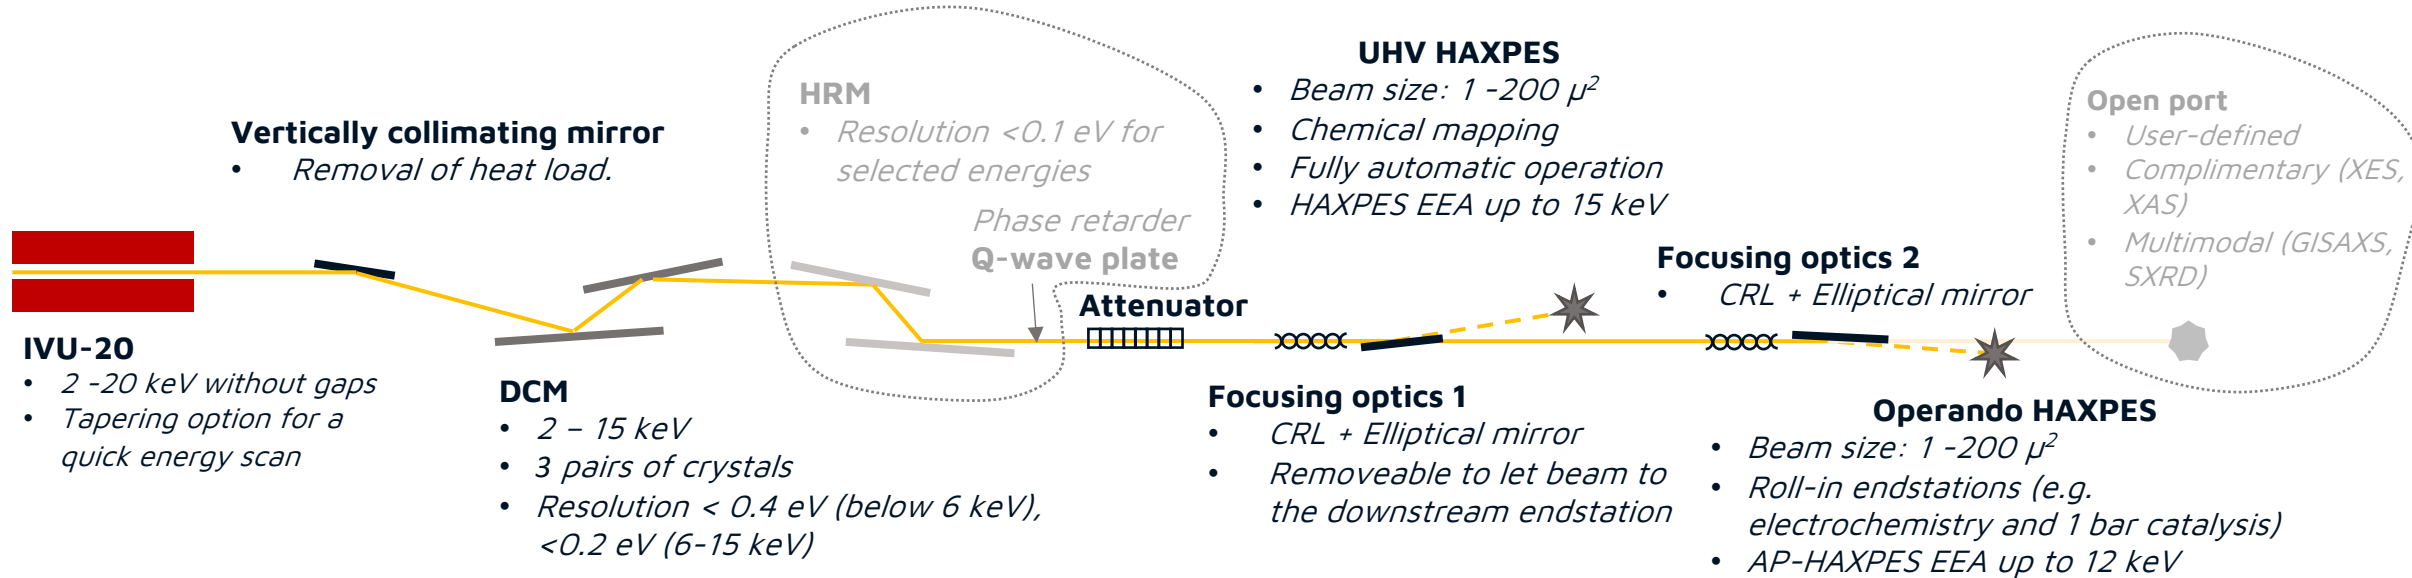 Vertically collimating mirror
• Removal of heat load.
IVU-20
• 2 -20 keV without gaps
• Tapering option for a
quick energy scan
DCM
• 2 – 15 keV
• 3 pairs of crystals
• Resolution < 0.4 eV (below 6 keV),
<0.2 eV (6-15 keV)
HRM
• Resolution <0.1 eV for
selected energies
Phase retarder
Q-wave plate
Attenuator
UHV HAXPES
• Beam size: 1 -200 µ²
• Chemical mapping
• Fully automatic operation
• HAXPES EEA up to 15 keV
Focusing optics 1
• CRL + Elliptical mirror
• Removeable to let beam to
the downstream endstation
Focusing optics 2
• CRL + Elliptical mirror
Operando HAXPES
• Beam size: 1 -200 µ²
• Roll-in endstations (e.g.
electrochemistry and 1 bar catalysis)
• AP-HAXPES EEA up to 12 keV
Open port
• User-defined
• Complimentary (XES,
XAS)
• Multimodal (GISAXS,
SXRD)